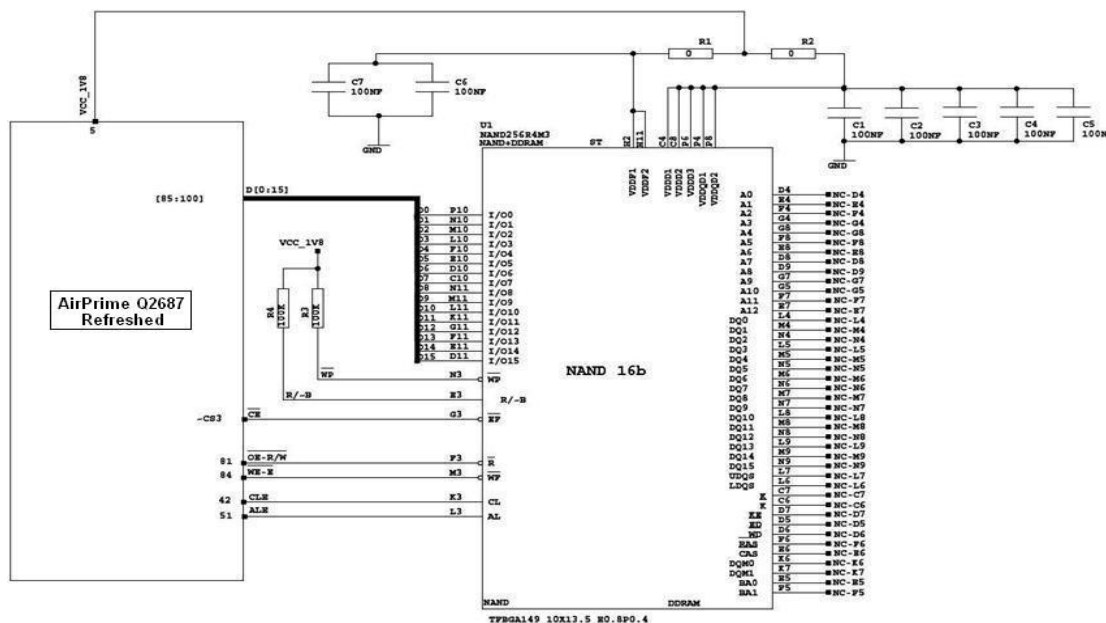 VCC_1V8
5
[85:100]
D[0:15]
AirPrime Q2687
Refreshed
-CS3
CE
81
OE-R/W
84
WE-E
42
CLE
51
ALE
C7
100NF
C6
100NF
GND
R1
0
R2
0
C1
100NF
C2
100NF
C3
100NF
C4
100NF
C5
100N
GND
U1
NAND256R4M3
NAND+DDRAM
ST
H2
H11
C4
C8
P6
P4
P8
VDDF1
VDDF2
VDDD1
VDDD2
VDDD3
VDDQD1
VDDQD2
VCC_1V8
R4
100K
R3
100K
D0 P10 I/O0
D1 N10 I/O1
D2 M10 I/O2
D3 L10 I/O3
D4 F10 I/O4
D5 E10 I/O5
D6 D10 I/O6
D7 C10 I/O7
D8 N11 I/O8
D9 M11 I/O9
D10 L11 I/O10
D11 K11 I/O11
D12 G11 I/O12
D13 F11 I/O13
D14 E11 I/O14
D15 D11 I/O15
WP N3 WP
R/-B E3 R/-B
G3 EF
F3 R
M3 WF
K3 CL
L3 AL
NAND 16b
A0 D4 NC-D4
A1 E4 NC-E4
A2 F4 NC-F4
A3 G4 NC-G4
A4 G8 NC-G8
A5 F8 NC-F8
A6 E8 NC-E8
A7 D8 NC-D8
A8 D9 NC-D9
A9 G7 NC-G7
A10 G5 NC-G5
A11 F7 NC-F7
A12 E7 NC-E7
DQ0 L4 NC-L4
DQ1 M4 NC-M4
DQ2 N4 NC-N4
DQ3 L5 NC-L5
DQ4 M5 NC-M5
DQ5 N5 NC-N5
DQ6 M6 NC-M6
DQ7 N6 NC-N6
DQ8 M7 NC-M7
DQ9 N7 NC-N7
DQ10 L8 NC-L8
DQ11 M8 NC-M8
DQ12 N8 NC-N8
DQ13 L9 NC-L9
DQ14 M9 NC-M9
DQ15 N9 NC-N9
UDQS L7 NC-L7
LDQS L6 NC-L6
K C7 NC-C7
K C6 NC-C6
KE D7 NC-D7
ED D5 NC-D5
WD D6 NC-D6
RAS F6 NC-F6
CAS E6 NC-E6
DQM0 K6 NC-K6
DQM1 K7 NC-K7
BA0 E5 NC-E5
BA1 F5 NC-F5
NAND
DDRAM
TFBGA149 10X13.5 H0.8P0.4